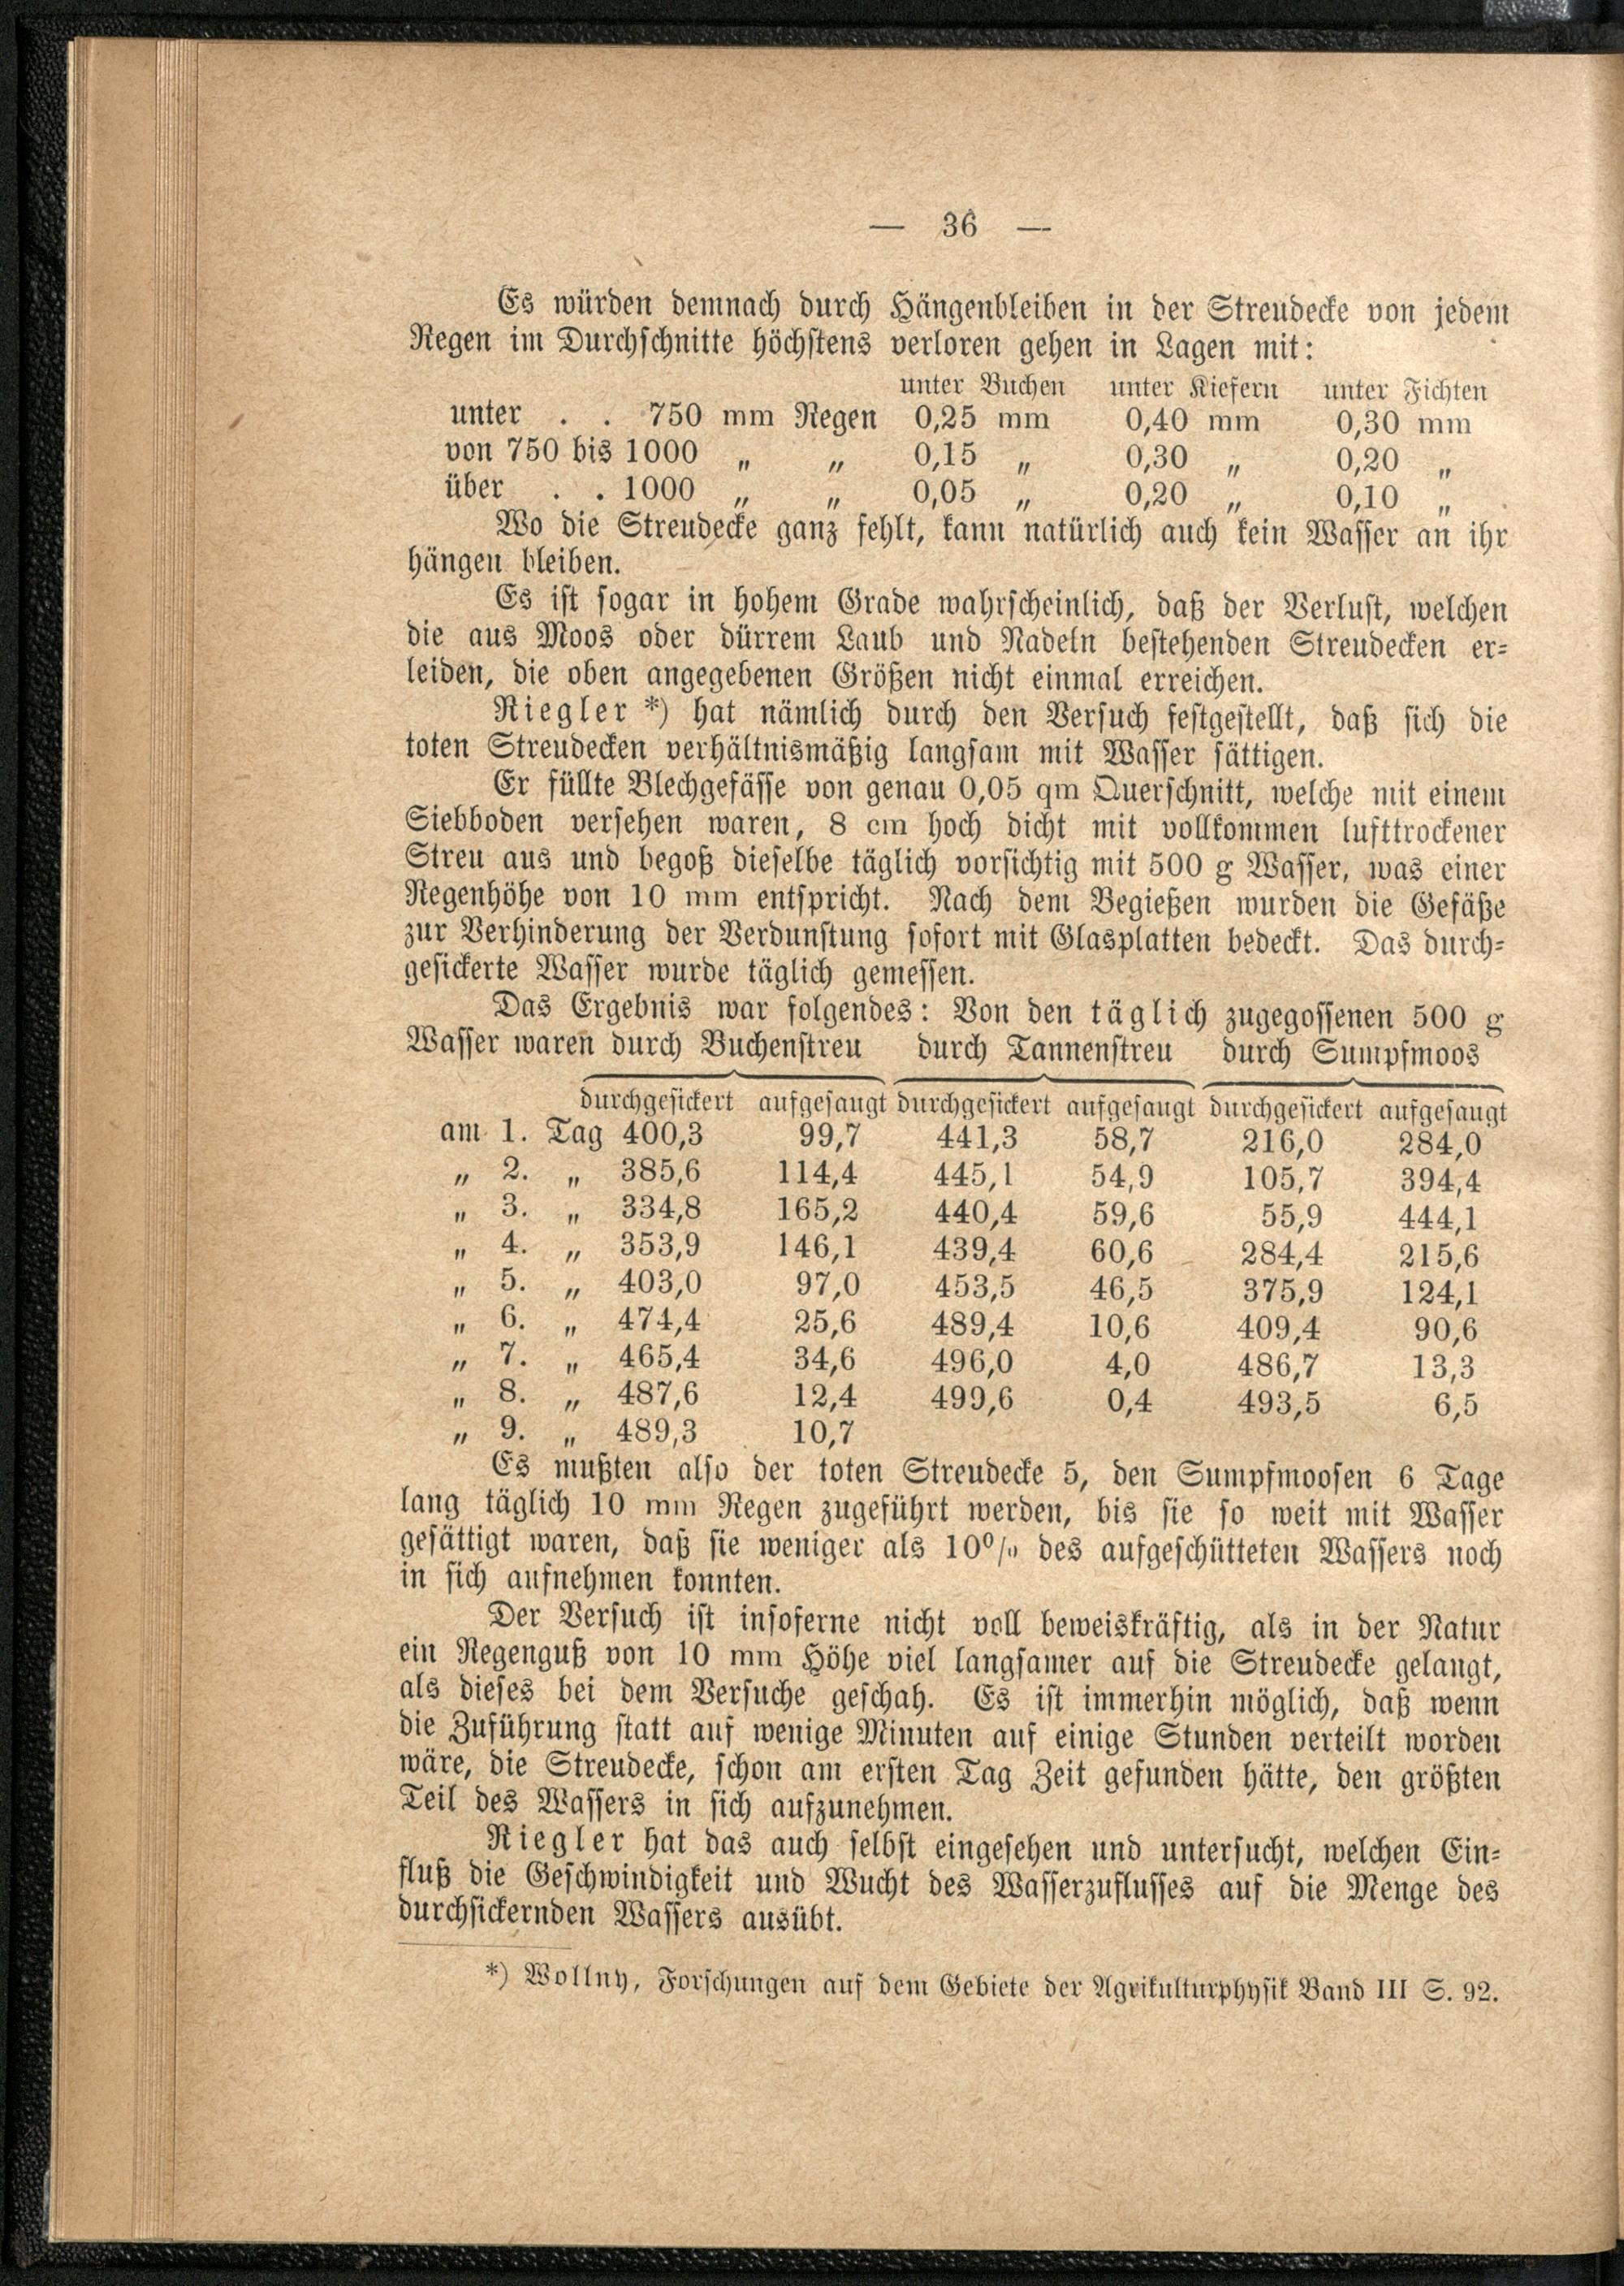 — 36 —
Es würden demnach durch Hängenbleiben in der Streudecke von jedem
Regen im Durchschnitte höchstens verloren gehen in Lagen mit:
unter Buchen unter Kiefern unter Fichten
unter . . 750 mm Regen 0,25 mm 0,40 mm 0,30 mm
von 750 bis 1000 „ „ 0,15 „ 0,30 „ 0,20 „
über . . 1000 „ „ 0,05 „ 0,20 „ 0,10 „
Wo die Streudecke ganz fehlt, kann natürlich auch kein Wasser an ihr
hängen bleiben.
Es ist sogar in hohem Grade wahrscheinlich, daß der Verlust, welchen
die aus Moos oder dürrem Laub und Nadeln bestehenden Streudecken er-
leiden, die oben angegebenen Größen nicht einmal erreichen.
Riegler *) hat nämlich durch den Versuch festgestellt, daß sich die
toten Streudecken verhältnismäßig langsam mit Wasser sättigen.
Er füllte Blechgefässe von genau 0,05 qm Querschnitt, welche mit einem
Siebboden versehen waren, 8 cm hoch dicht mit vollkommen lufttrockener
Streu aus und begoß dieselbe täglich vorsichtig mit 500 g Wasser, was einer
Regenhöhe von 10 mm entspricht. Nach dem Begießen wurden die Gefäße
zur Verhinderung der Verdunstung sofort mit Glasplatten bedeckt. Das durch-
gesickerte Wasser wurde täglich gemessen.
Das Ergebnis war folgendes: Von den täglich zugegossenen 500 g
Wasser waren durch Buchenstreu durch Tannenstreu durch Sumpfmoos
durchgesickert aufgesaugt durchgesickert aufgesaugt durchgesickert aufgesaugt
am 1. Tag 400,3 99,7 441,3 58,7 216,0 284,0
„ 2. „ 385,6 114,4 445,1 54,9 105,7 394,4
„ 3. „ 334,8 165,2 440,4 59,6 55,9 444,1
„ 4. „ 353,9 146,1 439,4 60,6 284,4 215,6
„ 5. „ 403,0 97,0 453,5 46,5 375,9 124,1
„ 6. „ 474,4 25,6 489,4 10,6 409,4 90,6
„ 7. „ 465,4 34,6 496,0 4,0 486,7 13,3
„ 8. „ 487,6 12,4 499,6 0,4 493,5 6,5
„ 9. „ 489,3 10,7
Es mußten also der toten Streudecke 5, den Sumpfmoosen 6 Tage
lang täglich 10 mm Regen zugeführt werden, bis sie so weit mit Wasser
gesättigt waren, daß sie weniger als 10% des aufgeschütteten Wassers noch
in sich aufnehmen konnten.
Der Versuch ist insoferne nicht voll beweiskräftig, als in der Natur
ein Regenguß von 10 mm Höhe viel langsamer auf die Streudecke gelangt,
als dieses bei dem Versuche geschah. Es ist immerhin möglich, daß wenn
die Zuführung statt auf wenige Minuten auf einige Stunden verteilt worden
wäre, die Streudecke, schon am ersten Tag Zeit gefunden hätte, den größten
Teil des Wassers in sich aufzunehmen.
Riegler hat das auch selbst eingesehen und untersucht, welchen Ein-
fluß die Geschwindigkeit und Wucht des Wasserzuflusses auf die Menge des
durchsickernden Wassers ausübt.
*) Wollny, Forschungen auf dem Gebiete der Agrikulturphysik Band III S. 92.